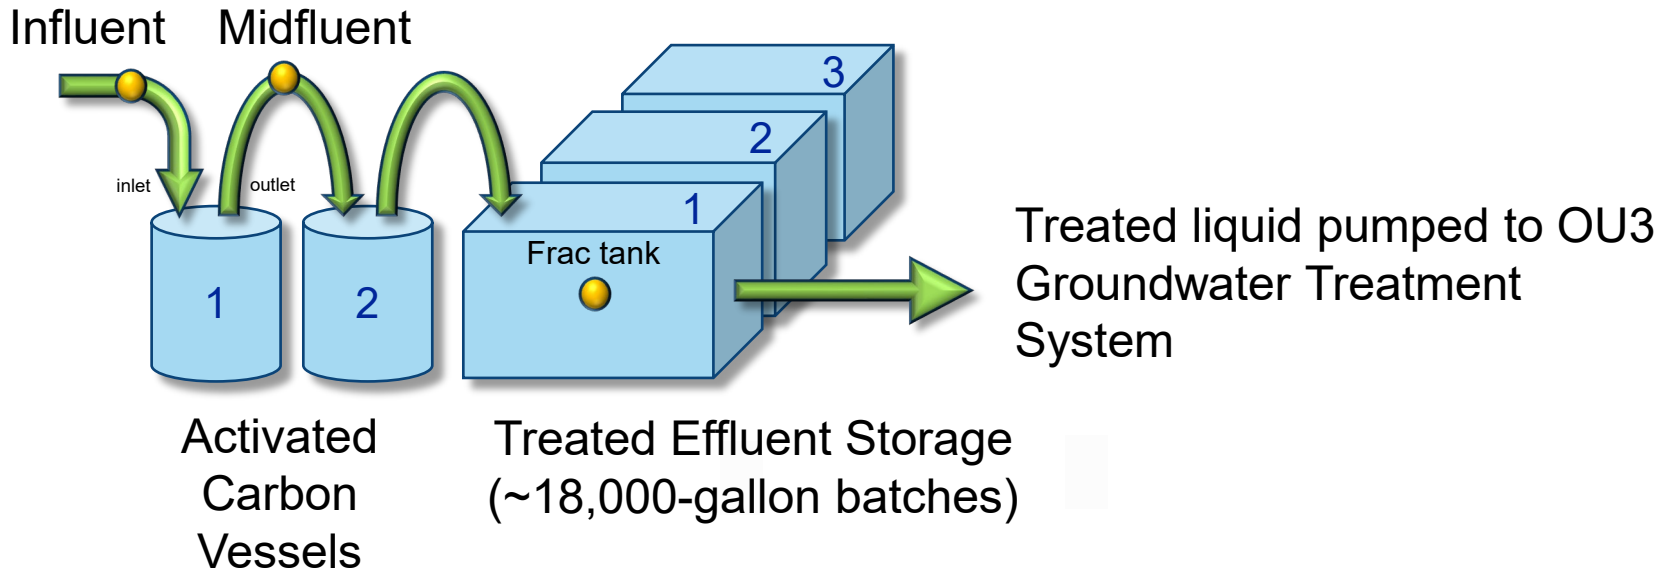 Influent
Midfluent
inlet
outlet
1
2
3
2
1
Frac tank
Treated liquid pumped to OU3
Groundwater Treatment
System
Activated
Carbon
Vessels
Treated Effluent Storage
(~18,000-gallon batches)